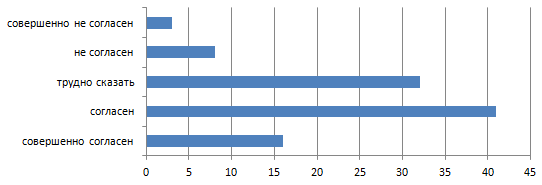 совершенно не согласен
не согласен
трудно сказать
согласен
совершенно согласен
0 5 10 15 20 25 30 35 40 45